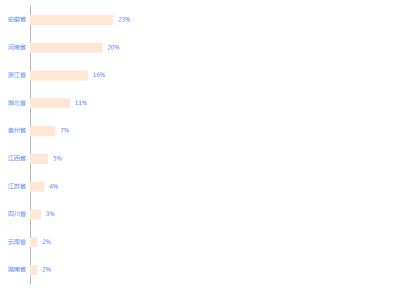 安徽省 23%
河南省 20%
浙江省 16%
湖北省 11%
贵州省 7%
江西省 5%
江苏省 4%
四川省 3%
云南省 2%
湖南省 2%